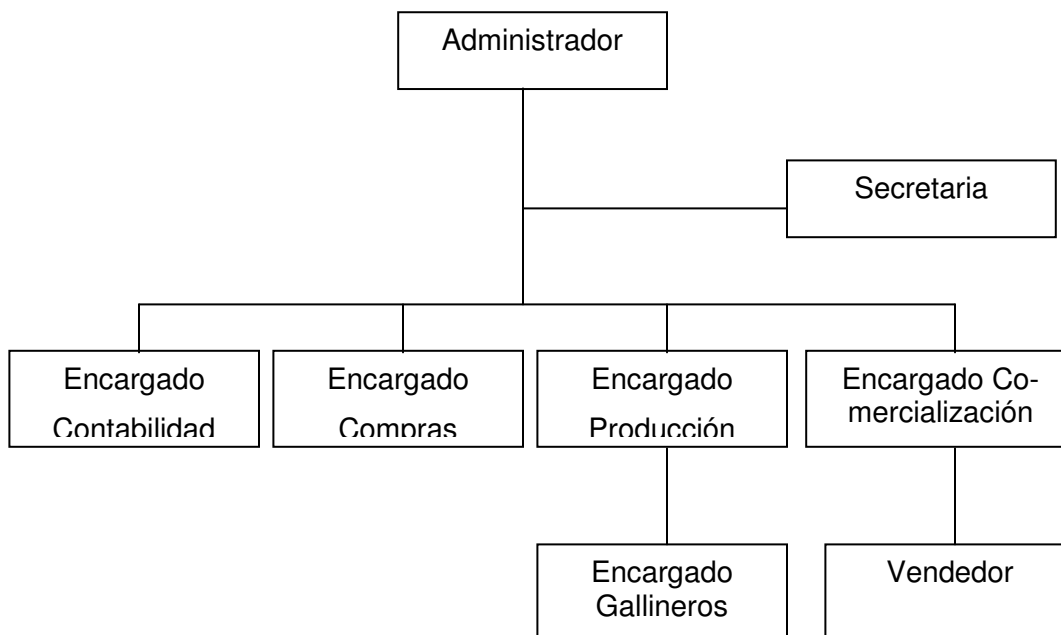 Administrador
Secretaria
Encargado
Contabilidad
Encargado
Compras
Encargado
Producción
Encargado Co-
mercialización
Encargado
Gallineros
Vendedor